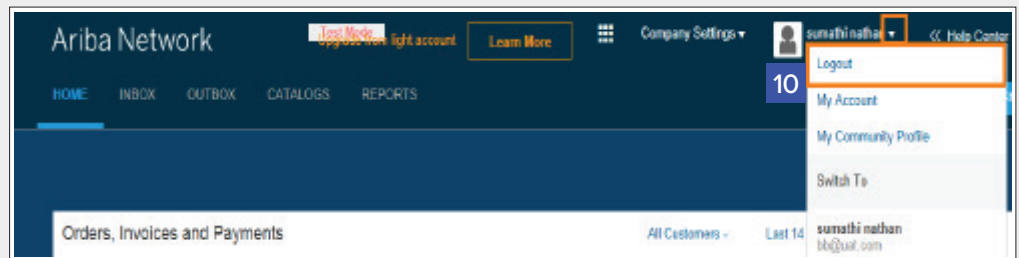 Ariba Network
Test Mode
Upgrade from light account
Learn More
Company Settings
sumathi nathan
« Help Center
HOME INBOX OUTBOX CATALOGS REPORTS
10
Logout
My Account
My Community Profile
Switch To
Orders, Invoices and Payments
All Customers
Last 14
sumathi nathan
bb@uat.com